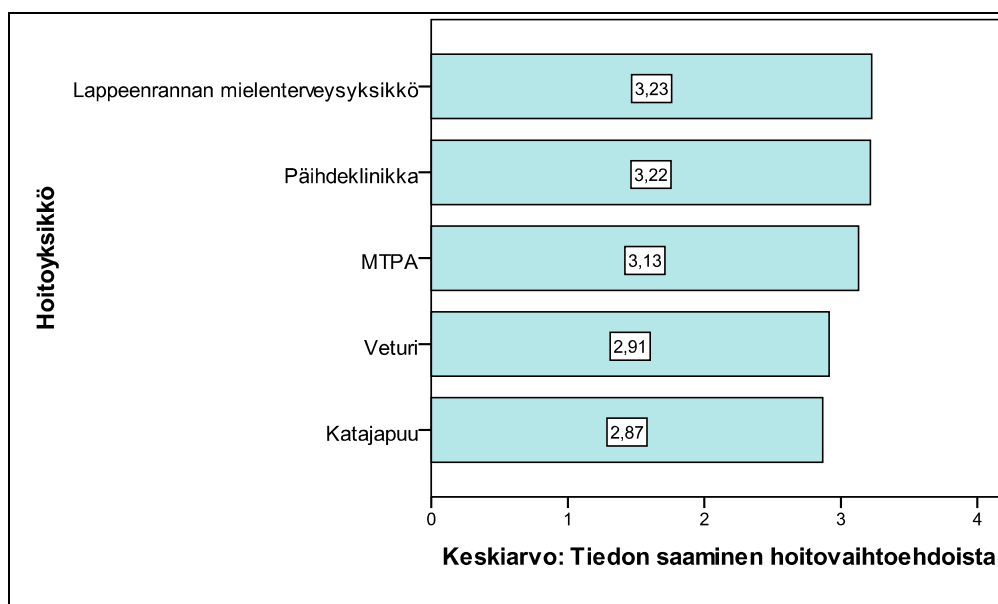 Hoitoyksikkö
Lappeenrannan mielenterveysyksikkö 3,23
Päihdeklinikka 3,22
MTPA 3,13
Veturi 2,91
Katajapuu 2,87
0 1 2 3 4
Keskiarvo: Tiedon saaminen hoitovaihtoehdoista